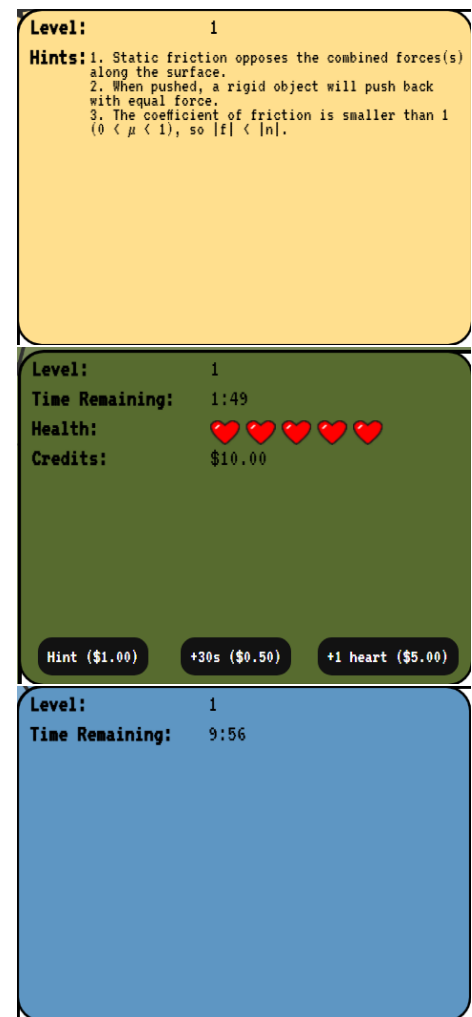 Level: 1
Hints: 1. Static friction opposes the combined forces(s)
along the surface.
2. When pushed, a rigid object will push back
with equal force.
3. The coefficient of friction is smaller than 1
(0 < μ < 1), so |f| < |n|.
Level: 1
Time Remaining: 1:49
Health:
Credits: $10.00
Hint ($1.00) +30s ($0.50) +1 heart ($5.00)
Level: 1
Time Remaining: 9:56